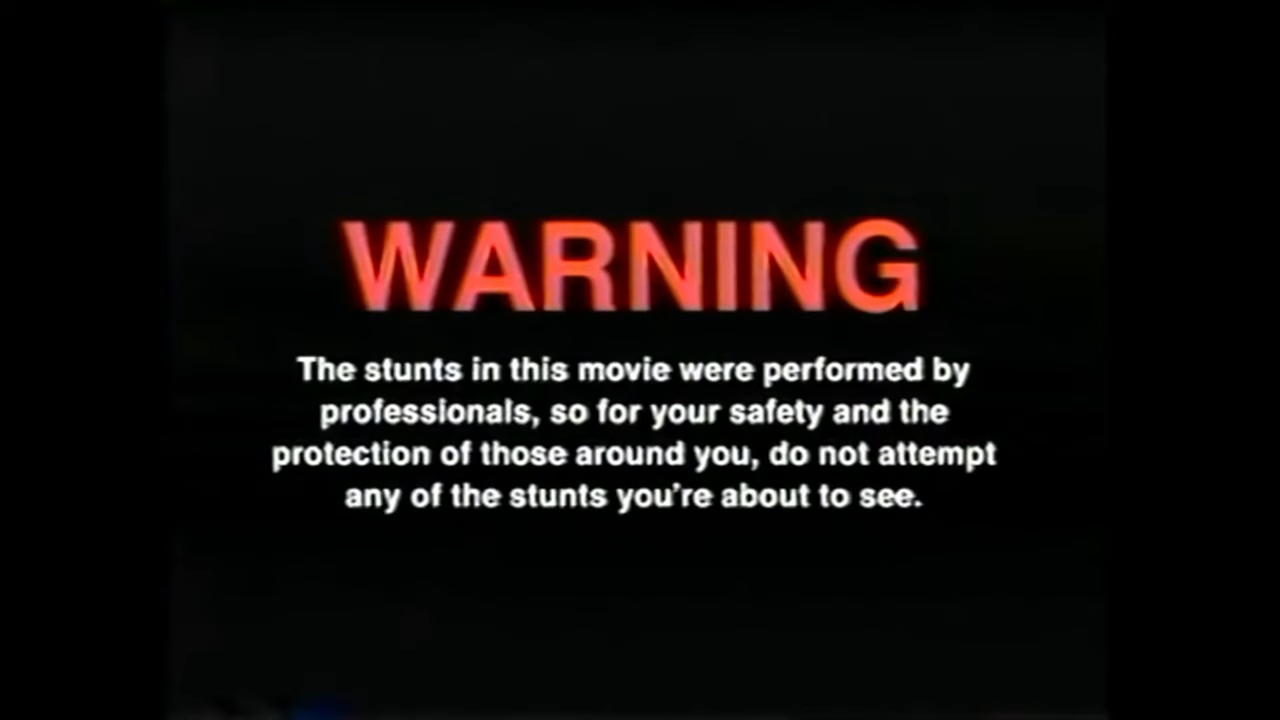 WARNING
The stunts in this movie were performed by
professionals, so for your safety and the
protection of those around you, do not attempt
any of the stunts you're about to see.